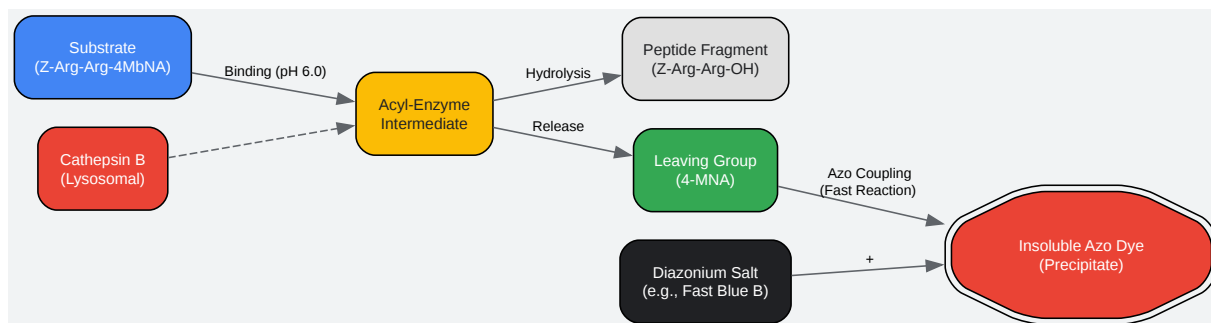 Substrate
(Z-Arg-Arg-4MbNA)
Binding (pH 6.0)
Cathepsin B
(Lysosomal)
Acyl-Enzyme
Intermediate
Hydrolysis
Peptide Fragment
(Z-Arg-Arg-OH)
Release
Leaving Group
(4-MNA)
Azo Coupling
(Fast Reaction)
Diazonium Salt
(e.g., Fast Blue B)
+
Insoluble Azo Dye
(Precipitate)